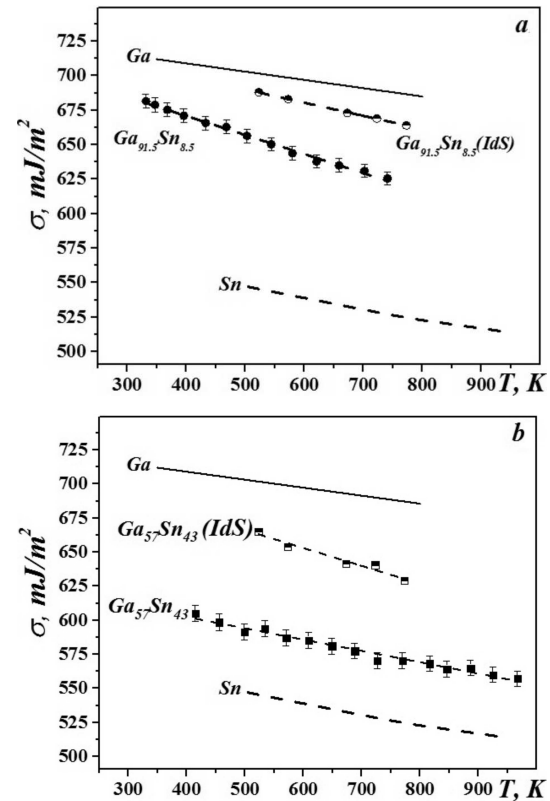 a
725
700
675
650
625
600
575
550
525
500
σ, mJ/m²
Ga
Ga₉₁.₅Sn₈.₅
Ga₉₁.₅Sn₈.₅(IdS)
Sn
300 400 500 600 700 800 900 T, K
b
725
700
675
650
625
600
575
550
525
500
σ, mJ/m²
Ga
Ga₅₇Sn₄₃ (IdS)
Ga₅₇Sn₄₃
Sn
300 400 500 600 700 800 900 T, K